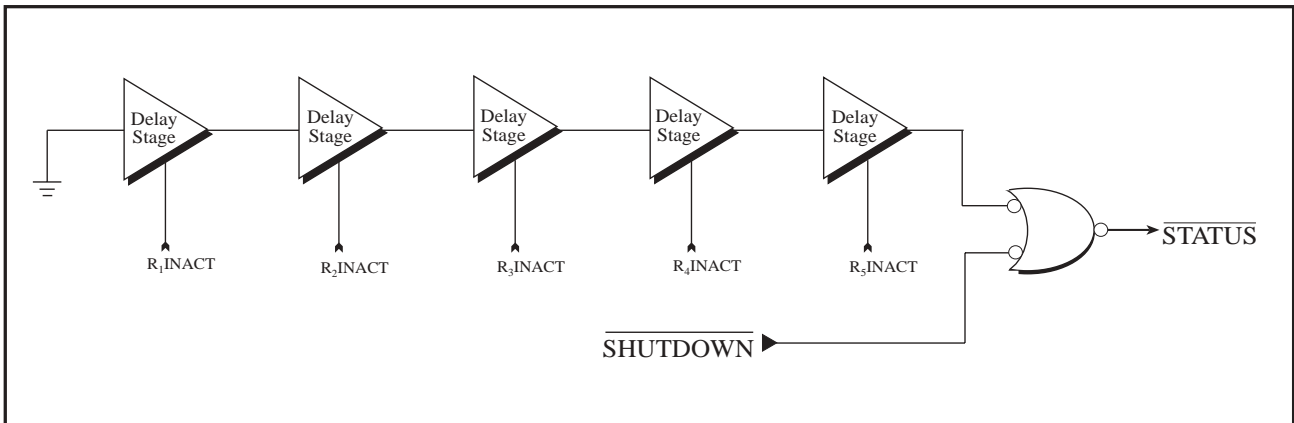 Delay
Stage
Delay
Stage
Delay
Stage
Delay
Stage
Delay
Stage
R₁INACT
R₂INACT
R₃INACT
R₄INACT
R₅INACT
STATUS
SHUTDOWN